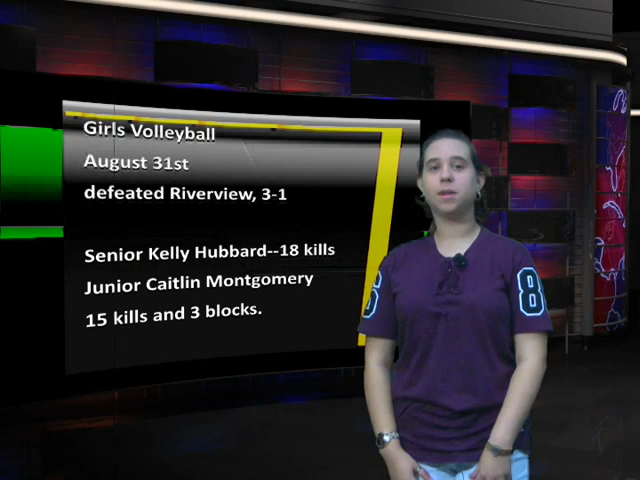 Girls Volleyball
August 31st
defeated Riverview, 3-1
Senior Kelly Hubbard--18 kills
Junior Caitlin Montgomery
15 kills and 3 blocks.
8